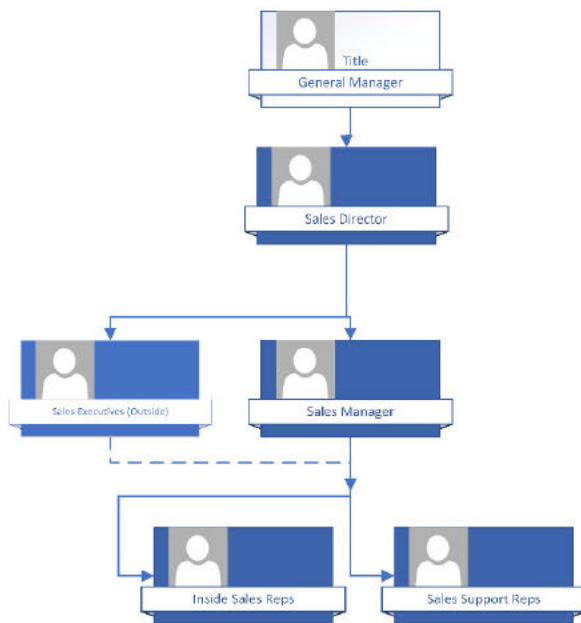 Title
General Manager
Sales Director
Sales Executives (Outside)
Sales Manager
Inside Sales Reps
Sales Support Reps